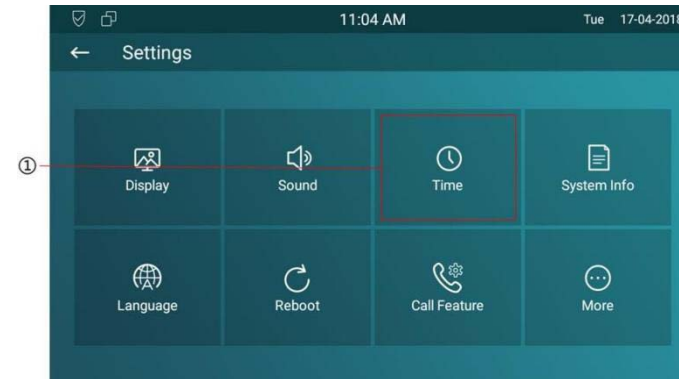 11:04 AM Tue 17-04-2018
Settings
①
Display Sound Time System Info
Language Reboot Call Feature More